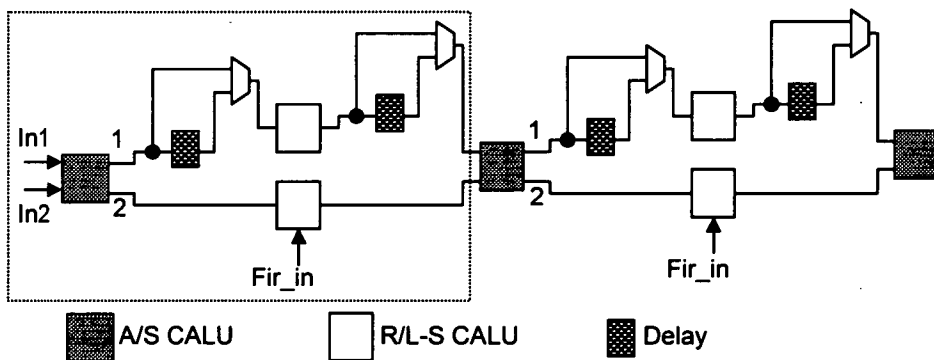 In1
In2
1
2
Fir_in
1
2
Fir_in
A/S CALU
R/L-S CALU
Delay